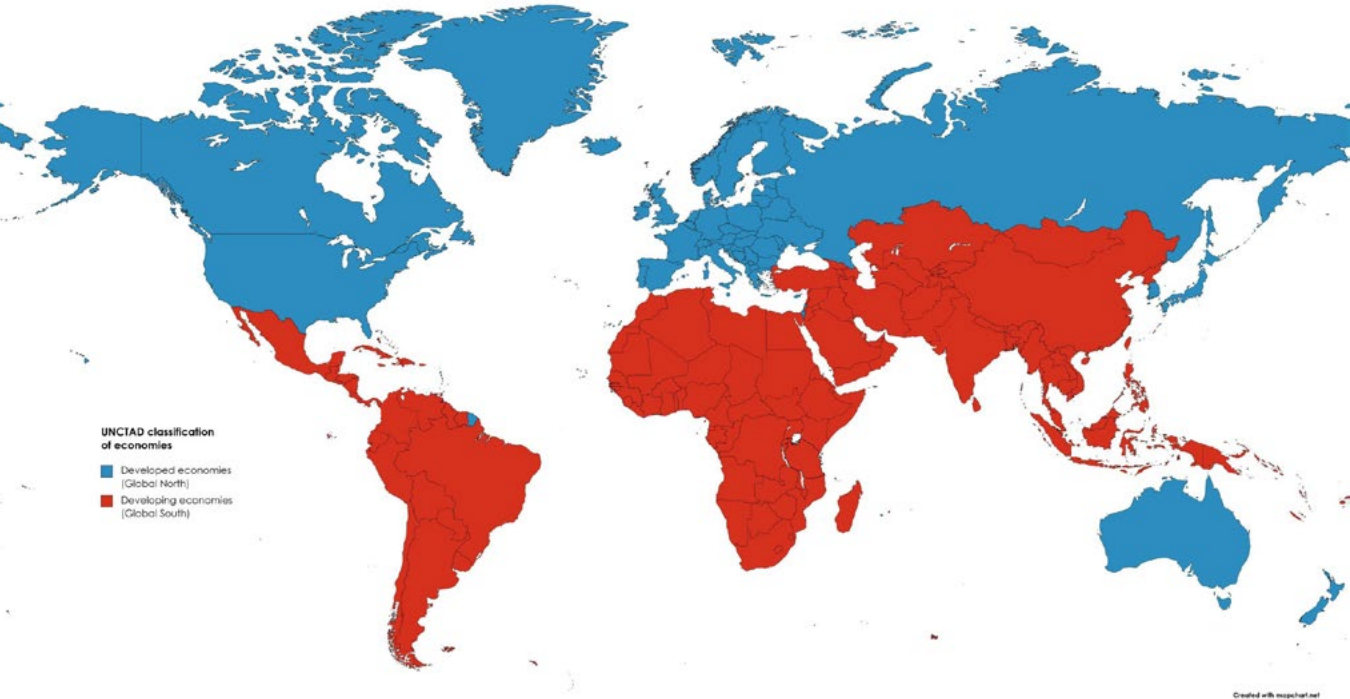 UNCTAD classification
of economies
Developed economies
(Global North)
Developing economies
(Global South)
Created with mapchart.net